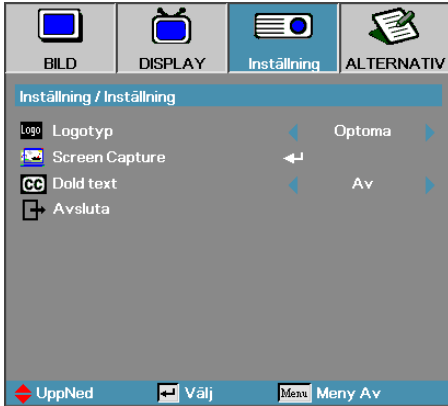 BILD DISPLAY Inställning ALTERNATIV
Inställning / Inställning
Logo Logotyp Optoma
Screen Capture
CC Dold text Av
Avsluta
UppNed Välj Menu Meny Av